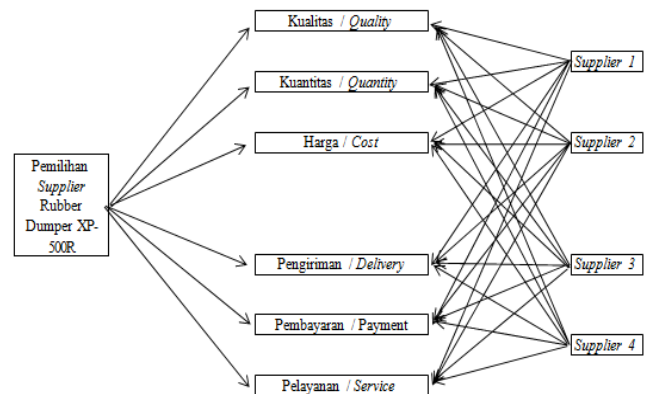 Kualitas / Quality
Kuantitas / Quantity
Harga / Cost
Pemilihan
Supplier
Rubber
Dumper XP-
500R
Pengiriman / Delivery
Pembayaran / Payment
Pelayanan / Service
Supplier 1
Supplier 2
Supplier 3
Supplier 4